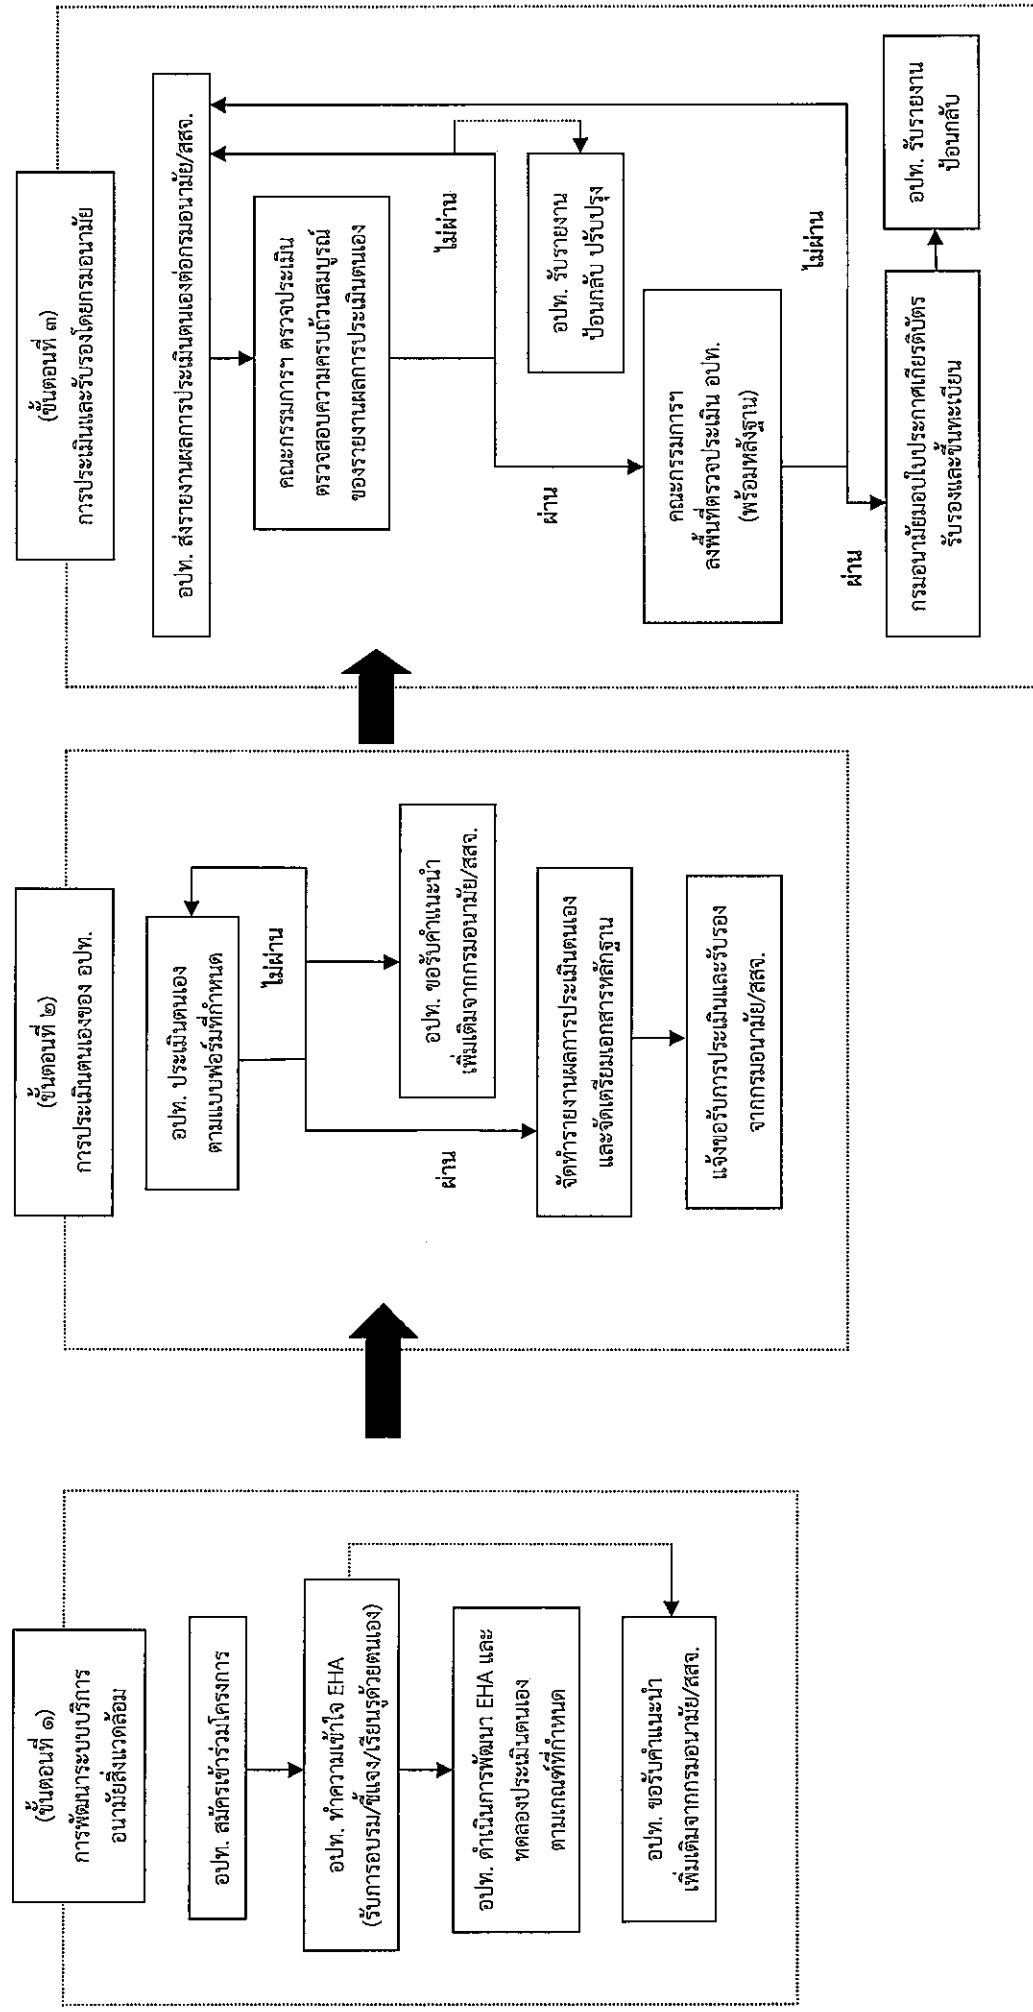 (ขั้นตอนที่ ๑)
การพัฒนาระบบบริการ
อนามัยสิ่งแวดล้อม
อปท. สมัครเข้าร่วมโครงการ
อปท. ทำความเข้าใจ EHA
(รับการอบรม/ชี้แจง/เรียนรู้ด้วยตนเอง)
อปท. ดำเนินการพัฒนา EHA และ
ทดลองประเมินตนเอง
ตามเกณฑ์ที่กำหนด
อปท. ขอรับคำแนะนำ
เพิ่มเติมจากกรมอนามัย/สสจ.
(ขั้นตอนที่ ๒)
การประเมินตนเองของ อปท.
อปท. ประเมินตนเอง
ตามแบบฟอร์มที่กำหนด
ไม่ผ่าน
อปท. ขอรับคำแนะนำ
เพิ่มเติมจากกรมอนามัย/สสจ.
ผ่าน
จัดทำรายงานผลการประเมินตนเอง
และจัดเตรียมเอกสารหลักฐาน
แจ้งขอรับการประเมินและรับรอง
จากกรมอนามัย/สสจ.
(ขั้นตอนที่ ๓)
การประเมินและรับรองโดยกรมอนามัย
อปท. ส่งรายงานผลการประเมินตนเองต่อกรมอนามัย/สสจ.
คณะกรรมการฯ ตรวจประเมิน
ตรวจสอบความครบถ้วนสมบูรณ์
ของรายงานผลการประเมินตนเอง
ไม่ผ่าน
อปท. รับรายงาน
ป้อนกลับ ปรับปรุง
ผ่าน
คณะกรรมการฯ
ลงพื้นที่ตรวจประเมิน อปท.
(พร้อมหลังฐาน)
ไม่ผ่าน
ผ่าน
กรมอนามัยมอบใบประกาศเกียรติบัตร
รับรองและขึ้นทะเบียน
อปท. รับรายงาน
ป้อนกลับ